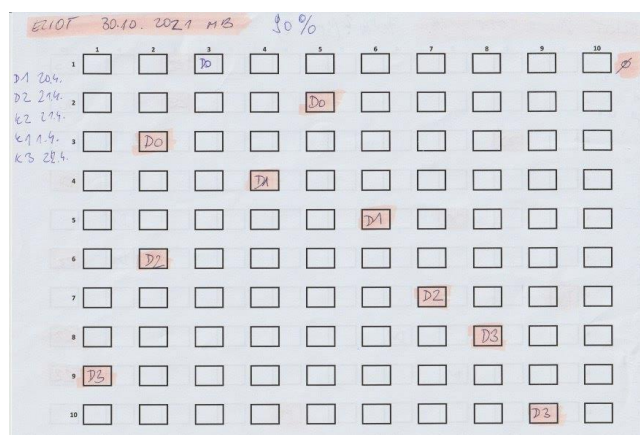 ELIOT 30.10.2021 MB 90%
1 2 3 4 5 6 7 8 9 10
1 D0 ∅
D1 20.4.
D2 21.4.
2 D0
K2 21.4.
K1 1.4.
3 D0
K3 28.4.
4 D1
5 D1
6 D2
7 D2
8 D3
9 D3
10 D3